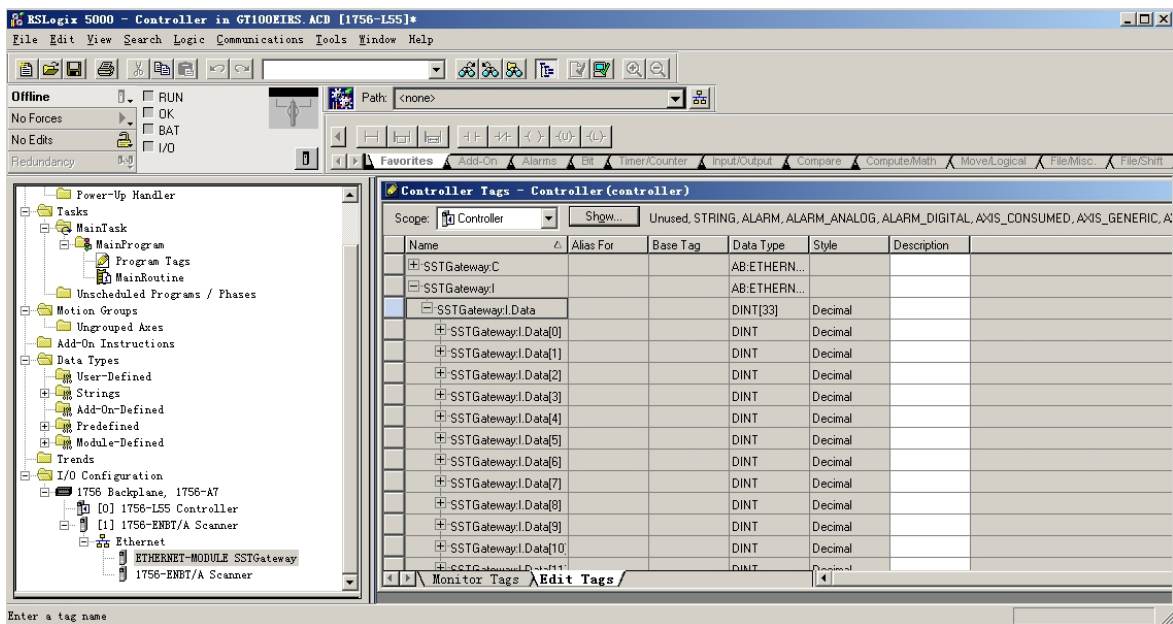 RSLogix 5000 - Controller in GT100EIRS.ACD [1756-L55]*
File Edit View Search Logic Communications Tools Window Help
Offline
RUN
No Forces
OK
No Edits
BAT
Redundancy
I/O
Path: <none>
Favorites Add-On Alarms Bit Timer/Counter Input/Output Compare Compute/Math Move/Logical File/Misc. File/Shift
Power-Up Handler
Tasks
MainTask
MainProgram
Program Tags
MainRoutine
Unscheduled Programs / Phases
Motion Groups
Ungrouped Axes
Add-On Instructions
Data Types
User-Defined
Strings
Add-On-Defined
Predefined
Module-Defined
Trends
I/O Configuration
1756 Backplane, 1756-A7
[0] 1756-L55 Controller
[1] 1756-ENBT/A Scanner
Ethernet
ETHERNET-MODULE SSTGateway
1756-ENBT/A Scanner
Controller Tags - Controller(controller)
Scope: Controller Show... Unused, STRING, ALARM, ALARM_ANALOG, ALARM_DIGITAL, AXIS_CONSUMED, AXIS_GENERIC,
Name Alias For Base Tag Data Type Style Description
SSTGateway:C AB:ETHERN...
SSTGateway:I AB:ETHERN...
SSTGateway:I.Data DINT[33] Decimal
SSTGateway:I.Data[0] DINT Decimal
SSTGateway:I.Data[1] DINT Decimal
SSTGateway:I.Data[2] DINT Decimal
SSTGateway:I.Data[3] DINT Decimal
SSTGateway:I.Data[4] DINT Decimal
SSTGateway:I.Data[5] DINT Decimal
SSTGateway:I.Data[6] DINT Decimal
SSTGateway:I.Data[7] DINT Decimal
SSTGateway:I.Data[8] DINT Decimal
SSTGateway:I.Data[9] DINT Decimal
SSTGateway:I.Data[10] DINT Decimal
SSTGateway:I.Data[11] DINT Decimal
Monitor Tags Edit Tags
Enter a tag name